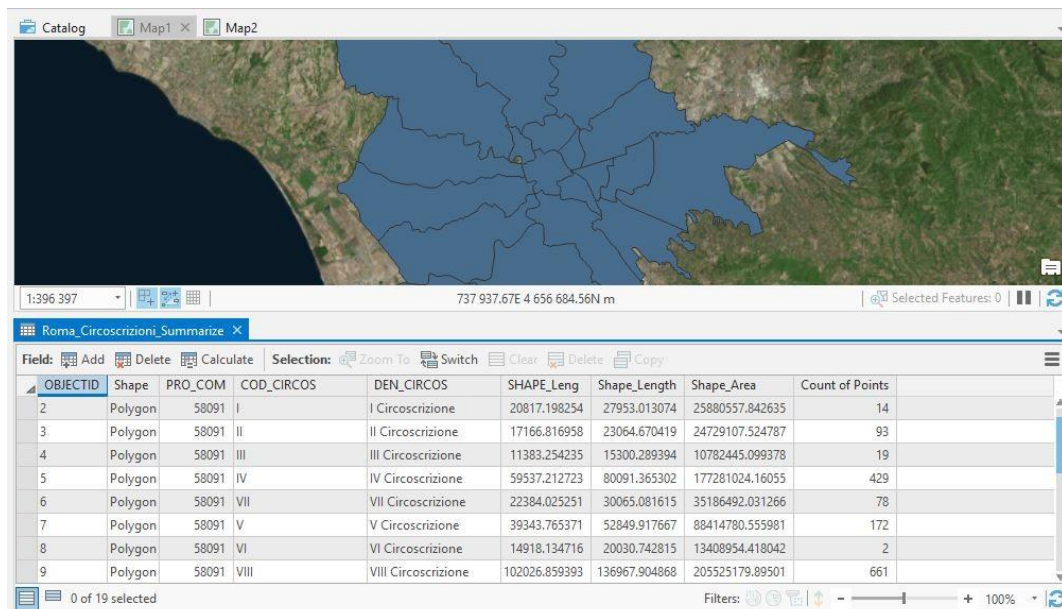 Catalog Map1 Map2
1:396 397 737 937.67E 4 656 684.56N m Selected Features: 0
Roma_Circoscrizioni_Summarize
Field: Add Delete Calculate Selection: Zoom To Switch Clear Delete Copy
OBJECTID Shape PRO_COM COD_CIRCOS DEN_CIRCOS SHAPE_Leng Shape_Length Shape_Area Count of Points
2 Polygon 58091 I I Circoscrizione 20817.198254 27953.013074 25880557.842635 14
3 Polygon 58091 II II Circoscrizione 17166.816958 23064.670419 24729107.524787 93
4 Polygon 58091 III III Circoscrizione 11383.254235 15300.289394 10782445.099378 19
5 Polygon 58091 IV IV Circoscrizione 59537.212723 80091.365302 177281024.16055 429
6 Polygon 58091 VII VII Circoscrizione 22384.025251 30065.081615 35186492.031266 78
7 Polygon 58091 V V Circoscrizione 39343.765371 52849.917667 88414780.555981 172
8 Polygon 58091 VI VI Circoscrizione 14918.134716 20030.742815 13408954.418042 2
9 Polygon 58091 VIII VIII Circoscrizione 102026.859393 136967.904868 205525179.89501 661
0 of 19 selected Filters: - + 100%